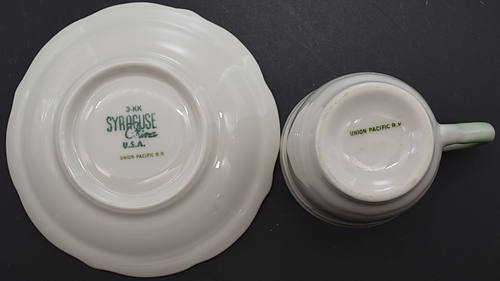 3-KK
SYRACUSE
China
U.S.A.
UNION PACIFIC R.R.
UNION PACIFIC R.R.